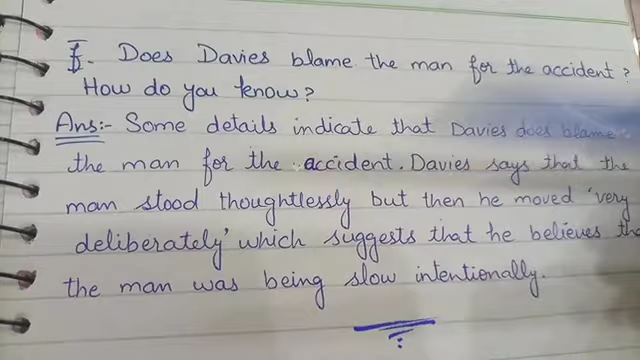 f. Does Davies blame the man for the accident?
How do you know?
Ans:- Some details indicate that Davies does blame
the man for the accident. Davies says that the
man stood thoughtlessly but then he moved 'very
deliberately' which suggests that he believes tha
the man was being slow intentionally.